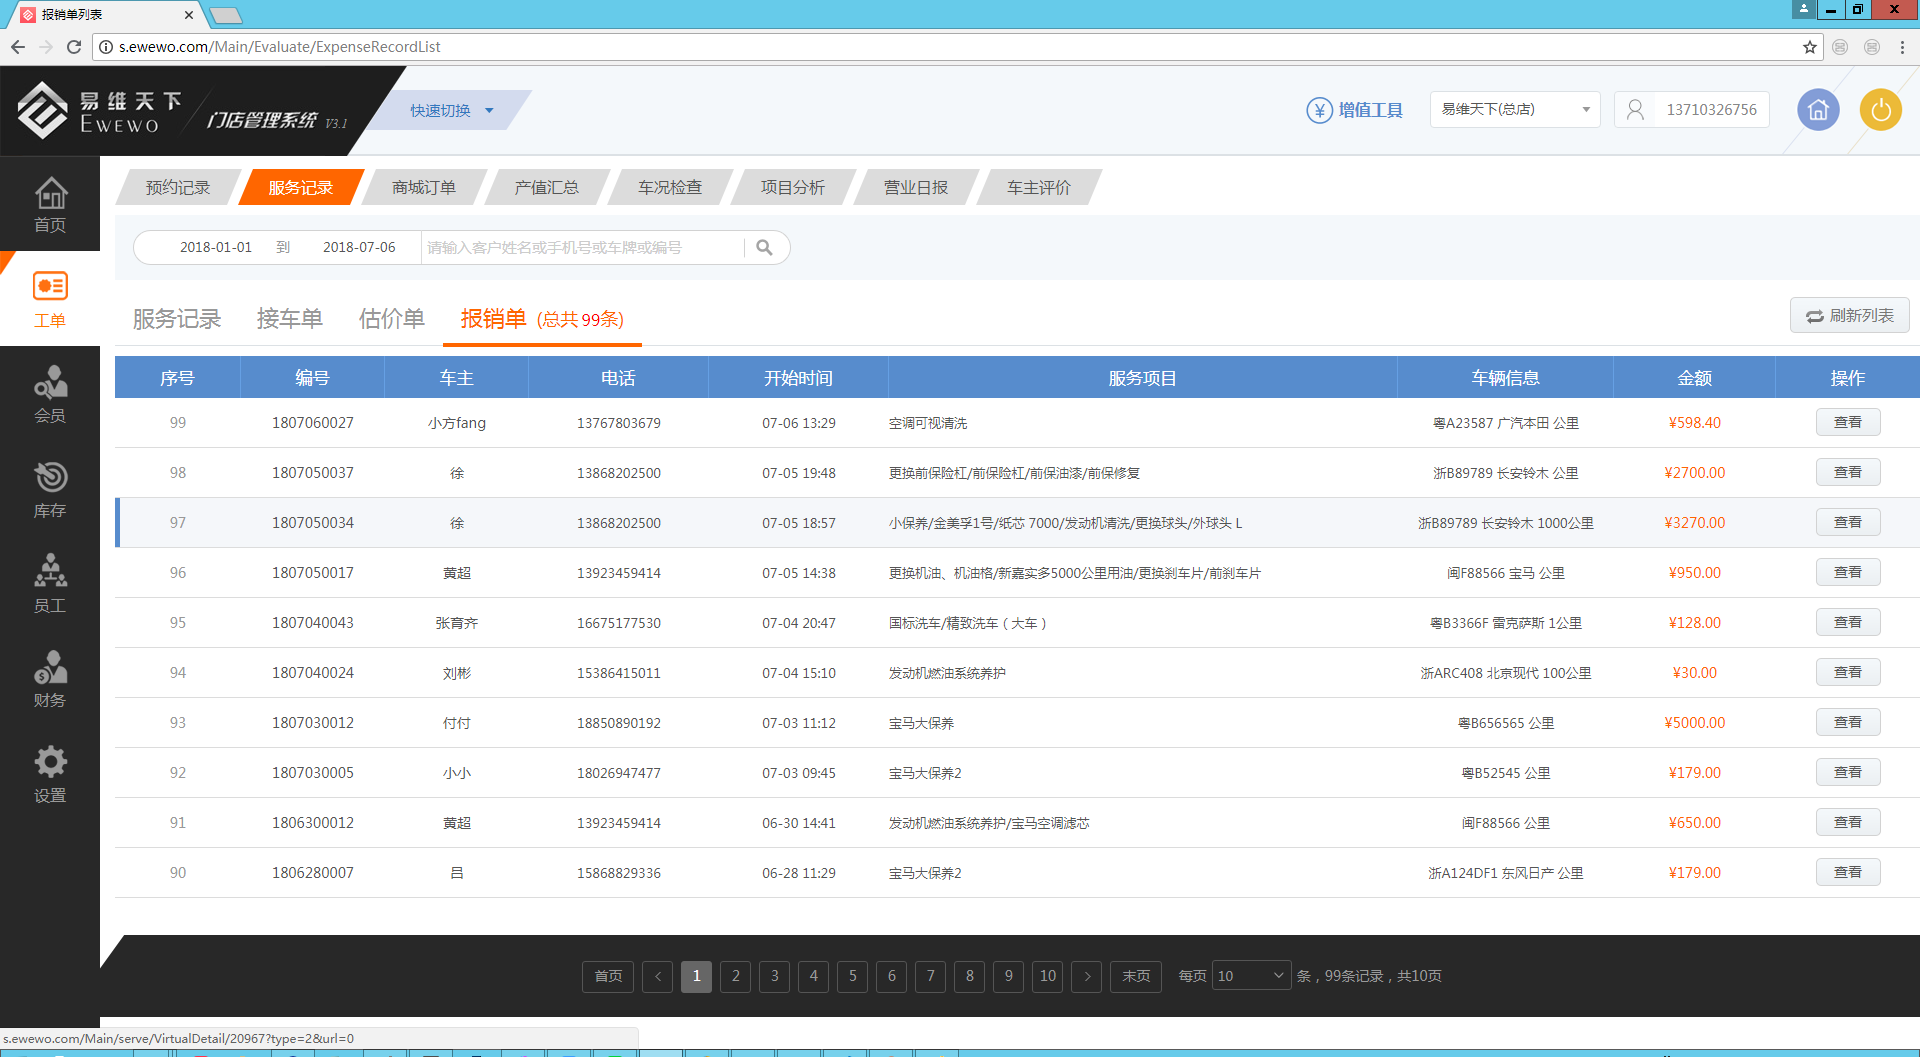 报销单列表
s.ewewo.com/Main/Evaluate/ExpenseRecordList
易维天下 EWEWO 门店管理系统 V3.1
快速切换
增值工具
易维天下(总店)
13710326756
首页
工单
会员
库存
员工
财务
设置
预约记录 服务记录 商城订单 产值汇总 车况检查 项目分析 营业日报 车主评价
2018-01-01 到 2018-07-06 请输入客户姓名或手机号或车牌或编号
服务记录 接车单 估价单 报销单 (总共99条) 刷新列表
序号 编号 车主 电话 开始时间 服务项目 车辆信息 金额 操作
99 1807060027 小方fang 13767803679 07-06 13:29 空调可视清洗 粤A23587 广汽本田 公里 ¥598.40 查看
98 1807050037 徐 13868202500 07-05 19:48 更换前保险杠/前保险杠/前保油漆/前保修复 浙B89789 长安铃木 公里 ¥2700.00 查看
97 1807050034 徐 13868202500 07-05 18:57 小保养/金美孚1号/纸芯 7000/发动机清洗/更换球头/外球头 L 浙B89789 长安铃木 1000公里 ¥3270.00 查看
96 1807050017 黄超 13923459414 07-05 14:38 更换机油、机油格/新嘉实多5000公里用油/更换刹车片/前刹车片 闽F88566 宝马 公里 ¥950.00 查看
95 1807040043 张育齐 16675177530 07-04 20:47 国标洗车/精致洗车（大车） 粤B3366F 雷克萨斯 1公里 ¥128.00 查看
94 1807040024 刘彬 15386415011 07-04 15:10 发动机燃油系统养护 浙ARC408 北京现代 100公里 ¥30.00 查看
93 1807030012 付付 18850890192 07-03 11:12 宝马大保养 粤B656565 公里 ¥5000.00 查看
92 1807030005 小小 18026947477 07-03 09:45 宝马大保养2 粤B52545 公里 ¥179.00 查看
91 1806300012 黄超 13923459414 06-30 14:41 发动机燃油系统养护/宝马空调滤芯 闽F88566 公里 ¥650.00 查看
90 1806280007 吕 15868829336 06-28 11:29 宝马大保养2 浙A124DF1 东风日产 公里 ¥179.00 查看
首页 < 1 2 3 4 5 6 7 8 9 10 > 末页 每页 10 条，99条记录，共10页
s.ewewo.com/Main/serve/VirtualDetail/20967?type=2&url=0